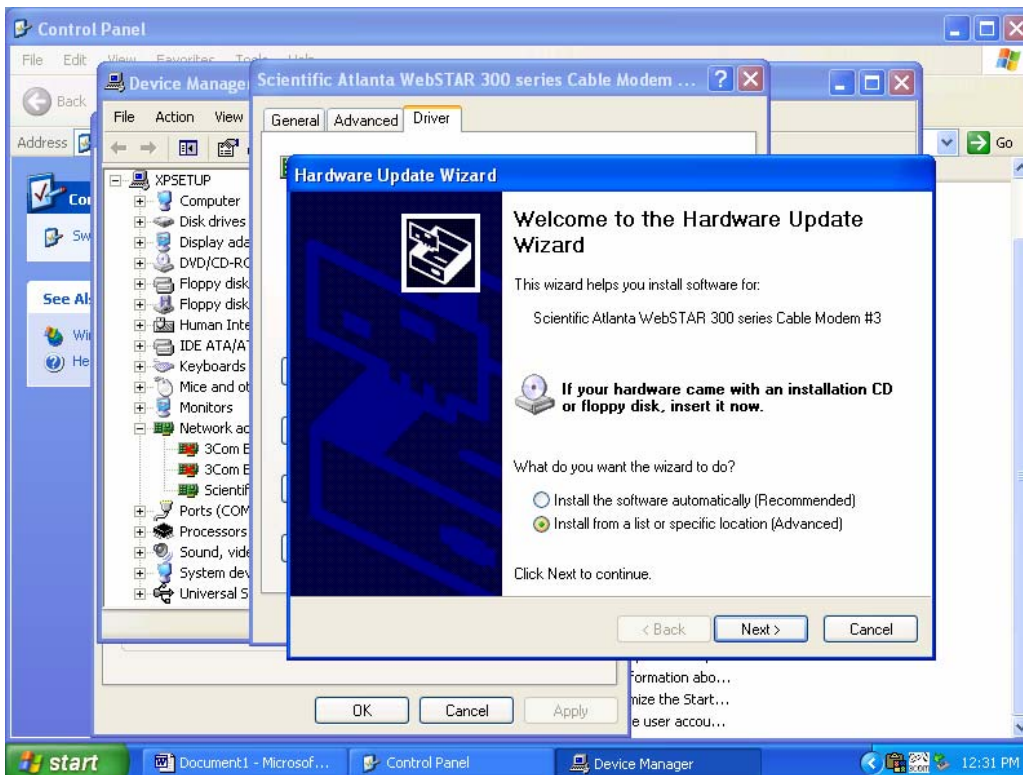 Control Panel
File Edit View Favorites Tools Help
Back
Address
Go
Device Manager
File Action View
XPSETUP
Computer
Disk drives
Display ada
DVD/CD-RO
Floppy disk
Floppy disk
Human Inte
IDE ATA/AT
Keyboards
Mice and ot
Monitors
Network ad
3Com E
3Com E
Scientif
Ports (COM
Processors
Sound, vide
System dev
Universal S
Scientific Atlanta WebSTAR 300 series Cable Modem ...
General Advanced Driver
Hardware Update Wizard
Welcome to the Hardware Update
Wizard
This wizard helps you install software for:
Scientific Atlanta WebSTAR 300 series Cable Modem #3
If your hardware came with an installation CD
or floppy disk, insert it now.
What do you want the wizard to do?
Install the software automatically (Recommended)
Install from a list or specific location (Advanced)
Click Next to continue.
< Back Next > Cancel
Co
Sw
See Al
Wi
He
formation abo...
mize the Start...
e user accou...
OK Cancel Apply
start Document1 - Microsof... Control Panel Device Manager 12:31 PM